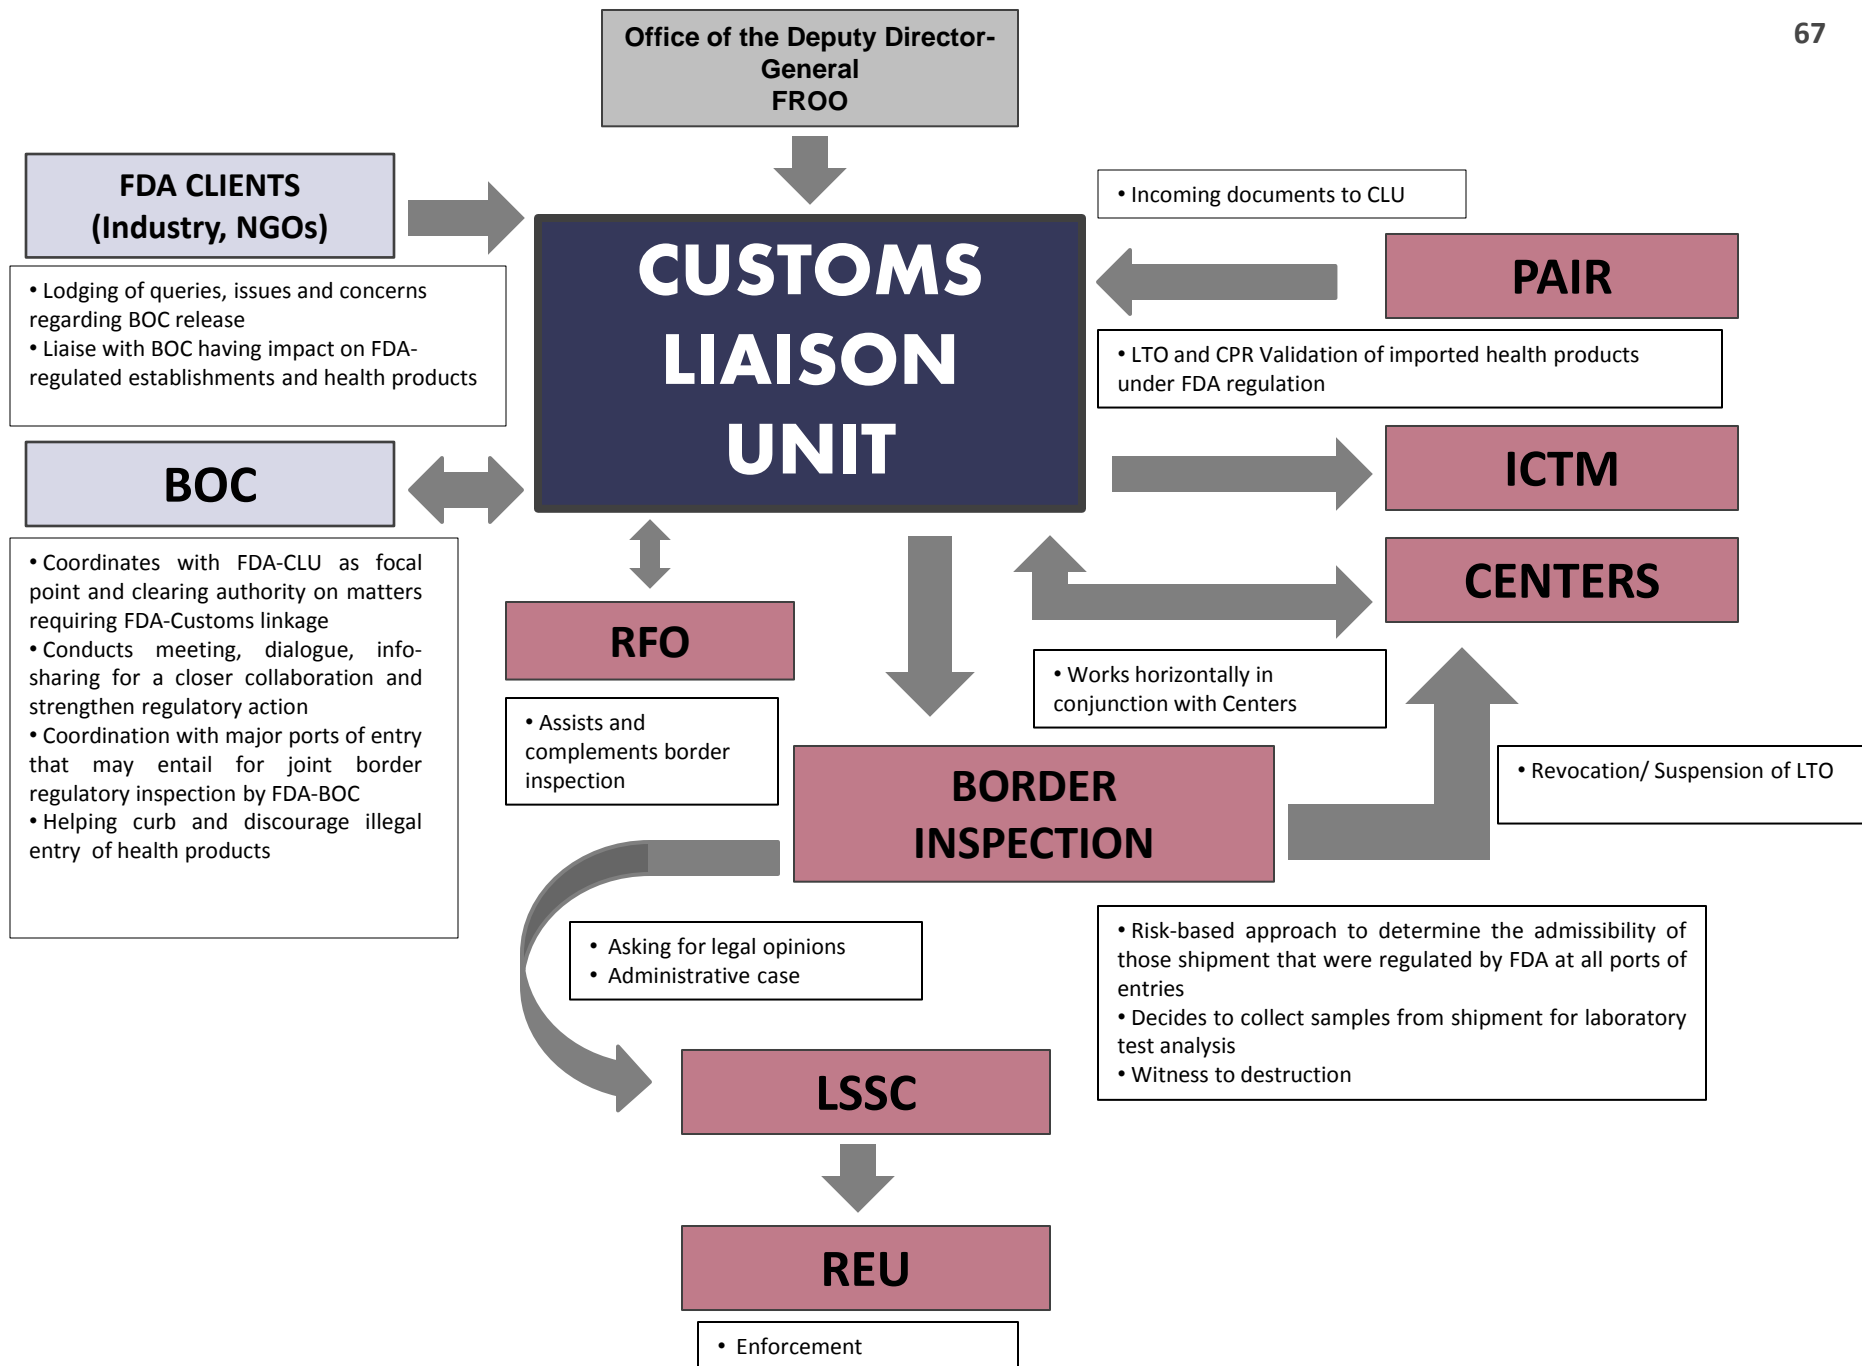 67
Office of the Deputy Director-
General
FROO
FDA CLIENTS
(Industry, NGOs)
• Lodging of queries, issues and concerns
regarding BOC release
• Liaise with BOC having impact on FDA-
regulated establishments and health products
BOC
• Coordinates with FDA-CLU as focal
point and clearing authority on matters
requiring FDA-Customs linkage
• Conducts meeting, dialogue, info-
sharing for a closer collaboration and
strengthen regulatory action
• Coordination with major ports of entry
that may entail for joint border
regulatory inspection by FDA-BOC
• Helping curb and discourage illegal
entry of health products
CUSTOMS
LIAISON
UNIT
• Incoming documents to CLU
PAIR
• LTO and CPR Validation of imported health products
under FDA regulation
ICTM
CENTERS
• Works horizontally in
conjunction with Centers
RFO
• Assists and
complements border
inspection
BORDER
INSPECTION
• Revocation/ Suspension of LTO
• Risk-based approach to determine the admissibility of
those shipment that were regulated by FDA at all ports of
entries
• Decides to collect samples from shipment for laboratory
test analysis
• Witness to destruction
• Asking for legal opinions
• Administrative case
LSSC
REU
• Enforcement